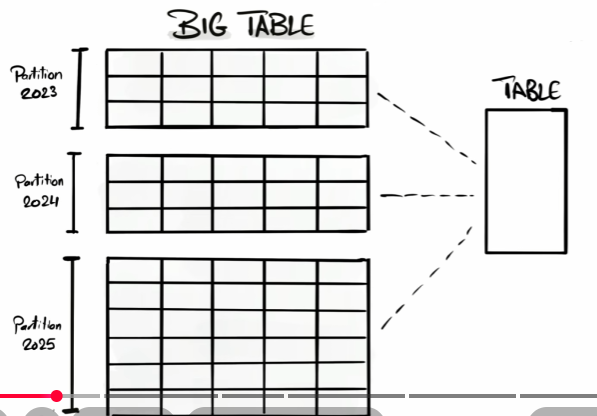 BIG TABLE
Partition
2023
TABLE
Partition
2024
Partition
2025